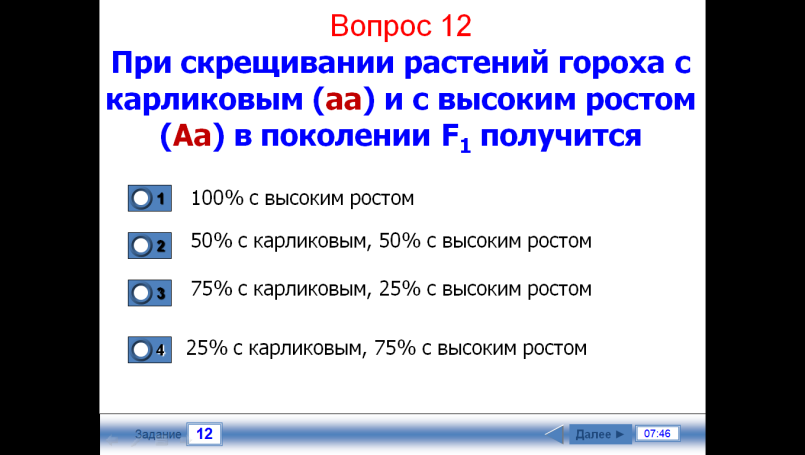 Вопрос 12
При скрещивании растений гороха с
карликовым (аа) и с высоким ростом
(Аа) в поколении F₁ получится
1 100% с высоким ростом
2 50% с карликовым, 50% с высоким ростом
3 75% с карликовым, 25% с высоким ростом
4 25% с карликовым, 75% с высоким ростом
Задание 12 Далее ► 07:46